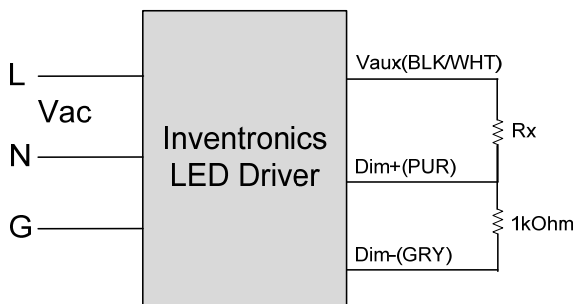 L
Vac
N
G
Inventronics
LED Driver
Vaux(BLK/WHT)
Rx
Dim+(PUR)
1kOhm
Dim-(GRY)